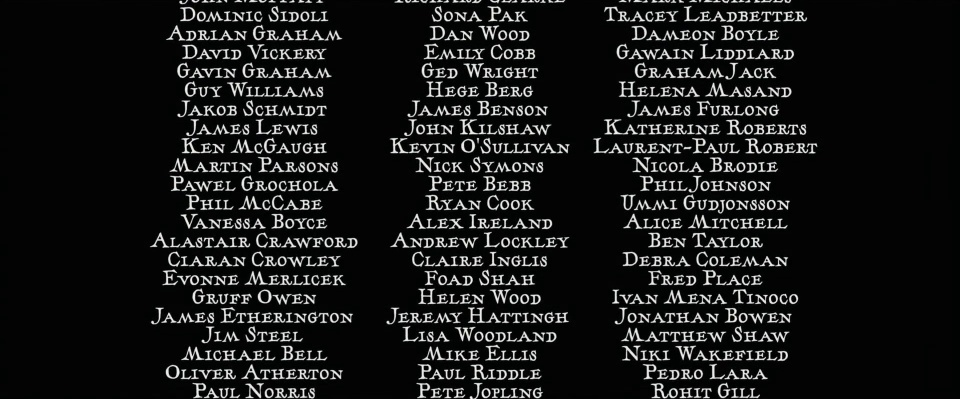 Dominic Sidoli Sona Pak Tracey Leadbetter
Adrian Graham Dan Wood Dameon Boyle
David Vickery Emily Cobb Gawain Liddiard
Gavin Graham Ged Wright Graham Jack
Guy Williams Hege Berg Helena Masand
Jakob Schmidt James Benson James Furlong
James Lewis John Kilshaw Katherine Roberts
Ken McGaugh Kevin O'Sullivan Laurent-Paul Robert
Martin Parsons Nick Symons Nicola Brodie
Pawel Grochola Pete Bebb Phil Johnson
Phil McCabe Ryan Cook Ummi Gudjonsson
Vanessa Boyce Alex Ireland Alice Mitchell
Alastair Crawford Andrew Lockley Ben Taylor
Ciaran Crowley Claire Inglis Debra Coleman
Evonne Merlicek Foad Shah Fred Place
Gruff Owen Helen Wood Ivan Mena Tinoco
James Etherington Jeremy Hattingh Jonathan Bowen
Jim Steel Lisa Woodland Matthew Shaw
Michael Bell Mike Ellis Niki Wakefield
Oliver Atherton Paul Riddle Pedro Lara
Paul Norris Pete Jopling Rohit Gill